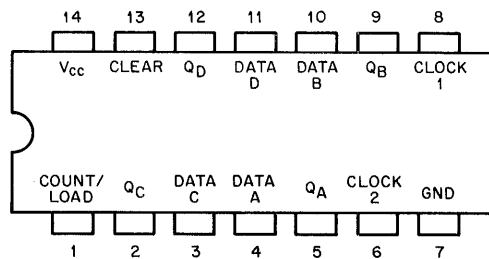 14 13 12 11 10 9 8
VCC CLEAR QD DATA D DATA B QB CLOCK 1
COUNT/LOAD QC DATA C DATA A QA CLOCK 2 GND
1 2 3 4 5 6 7